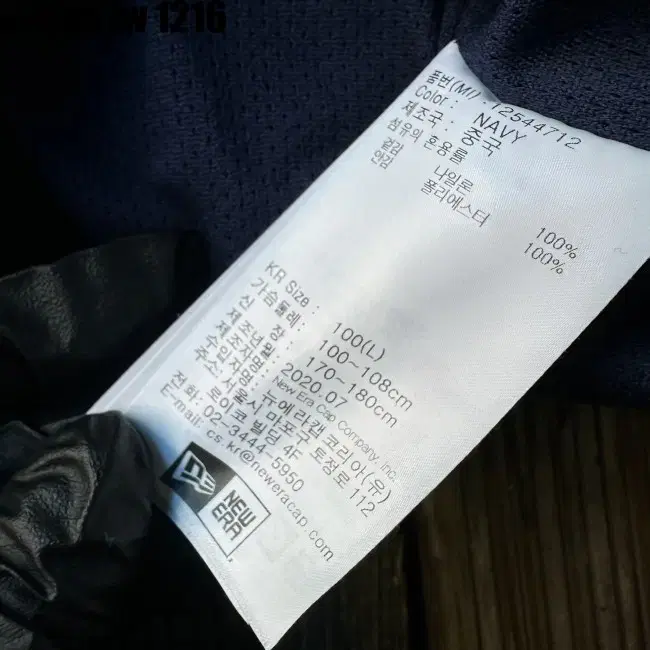 1216
품번(MI) : 12544712
Color : NAVY
제조국 : 중국
섬유의 혼용률
겉감 나일론 100%
안감 폴리에스터 100%
KR Size : 100(L)
가슴둘레 : 100~108cm
신 장 : 170~180cm
제조년월 : 2020.07
제조자명 : New Era Cap Company, Inc.
수입자명 : 뉴에라캡 코리아(유)
주소: 서울시 마포구 토정로 112
로이코 빌딩 4F
전화: 02-3444-5950
E-mail: cs.kr@neweracap.com
NEW
ERA